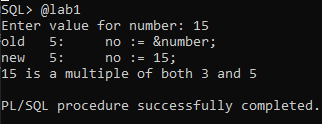 SQL> @lab1
Enter value for number: 15
old   5:     no := &number;
new   5:     no := 15;
15 is a multiple of both 3 and 5
PL/SQL procedure successfully completed.